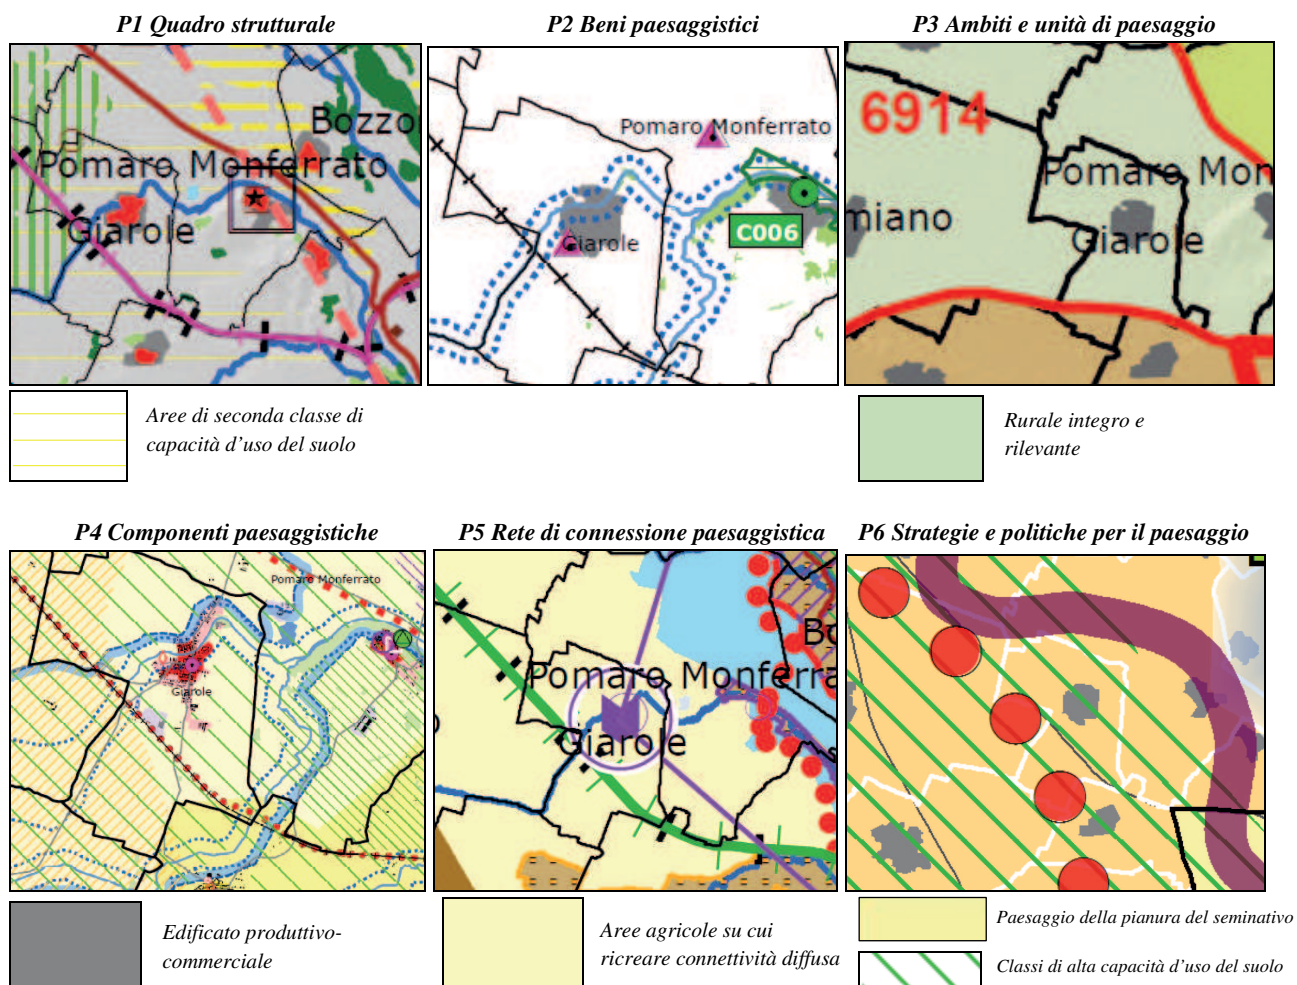 P1 Quadro strutturale
P2 Beni paesaggistici
P3 Ambiti e unità di paesaggio
Bozzo
Pomaro Monferrato
Giarole
Pomaro Monferrato
Giarole
C006
6914
Pomaro Mon
miano
Giarole
Aree di seconda classe di
capacità d'uso del suolo
Rurale integro e
rilevante
P4 Componenti paesaggistiche
P5 Rete di connessione paesaggistica
P6 Strategie e politiche per il paesaggio
Pomaro Monferrato
Giarole
Bo
Pomaro Monferra
Giarole
Edificato produttivo-
commerciale
Aree agricole su cui
ricreare connettività diffusa
Paesaggio della pianura del seminativo
Classi di alta capacità d'uso del suolo